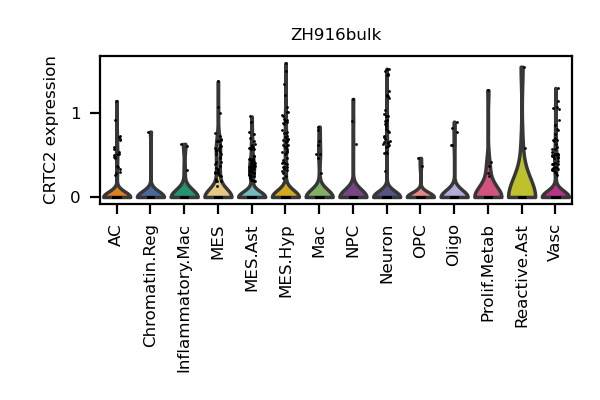 ZH916bulk
CRTC2 expression
1
0
AC
Chromatin.Reg
Inflammatory.Mac
MES
MES.Ast
MES.Hyp
Mac
NPC
Neuron
OPC
Oligo
Prolif.Metab
Reactive.Ast
Vasc